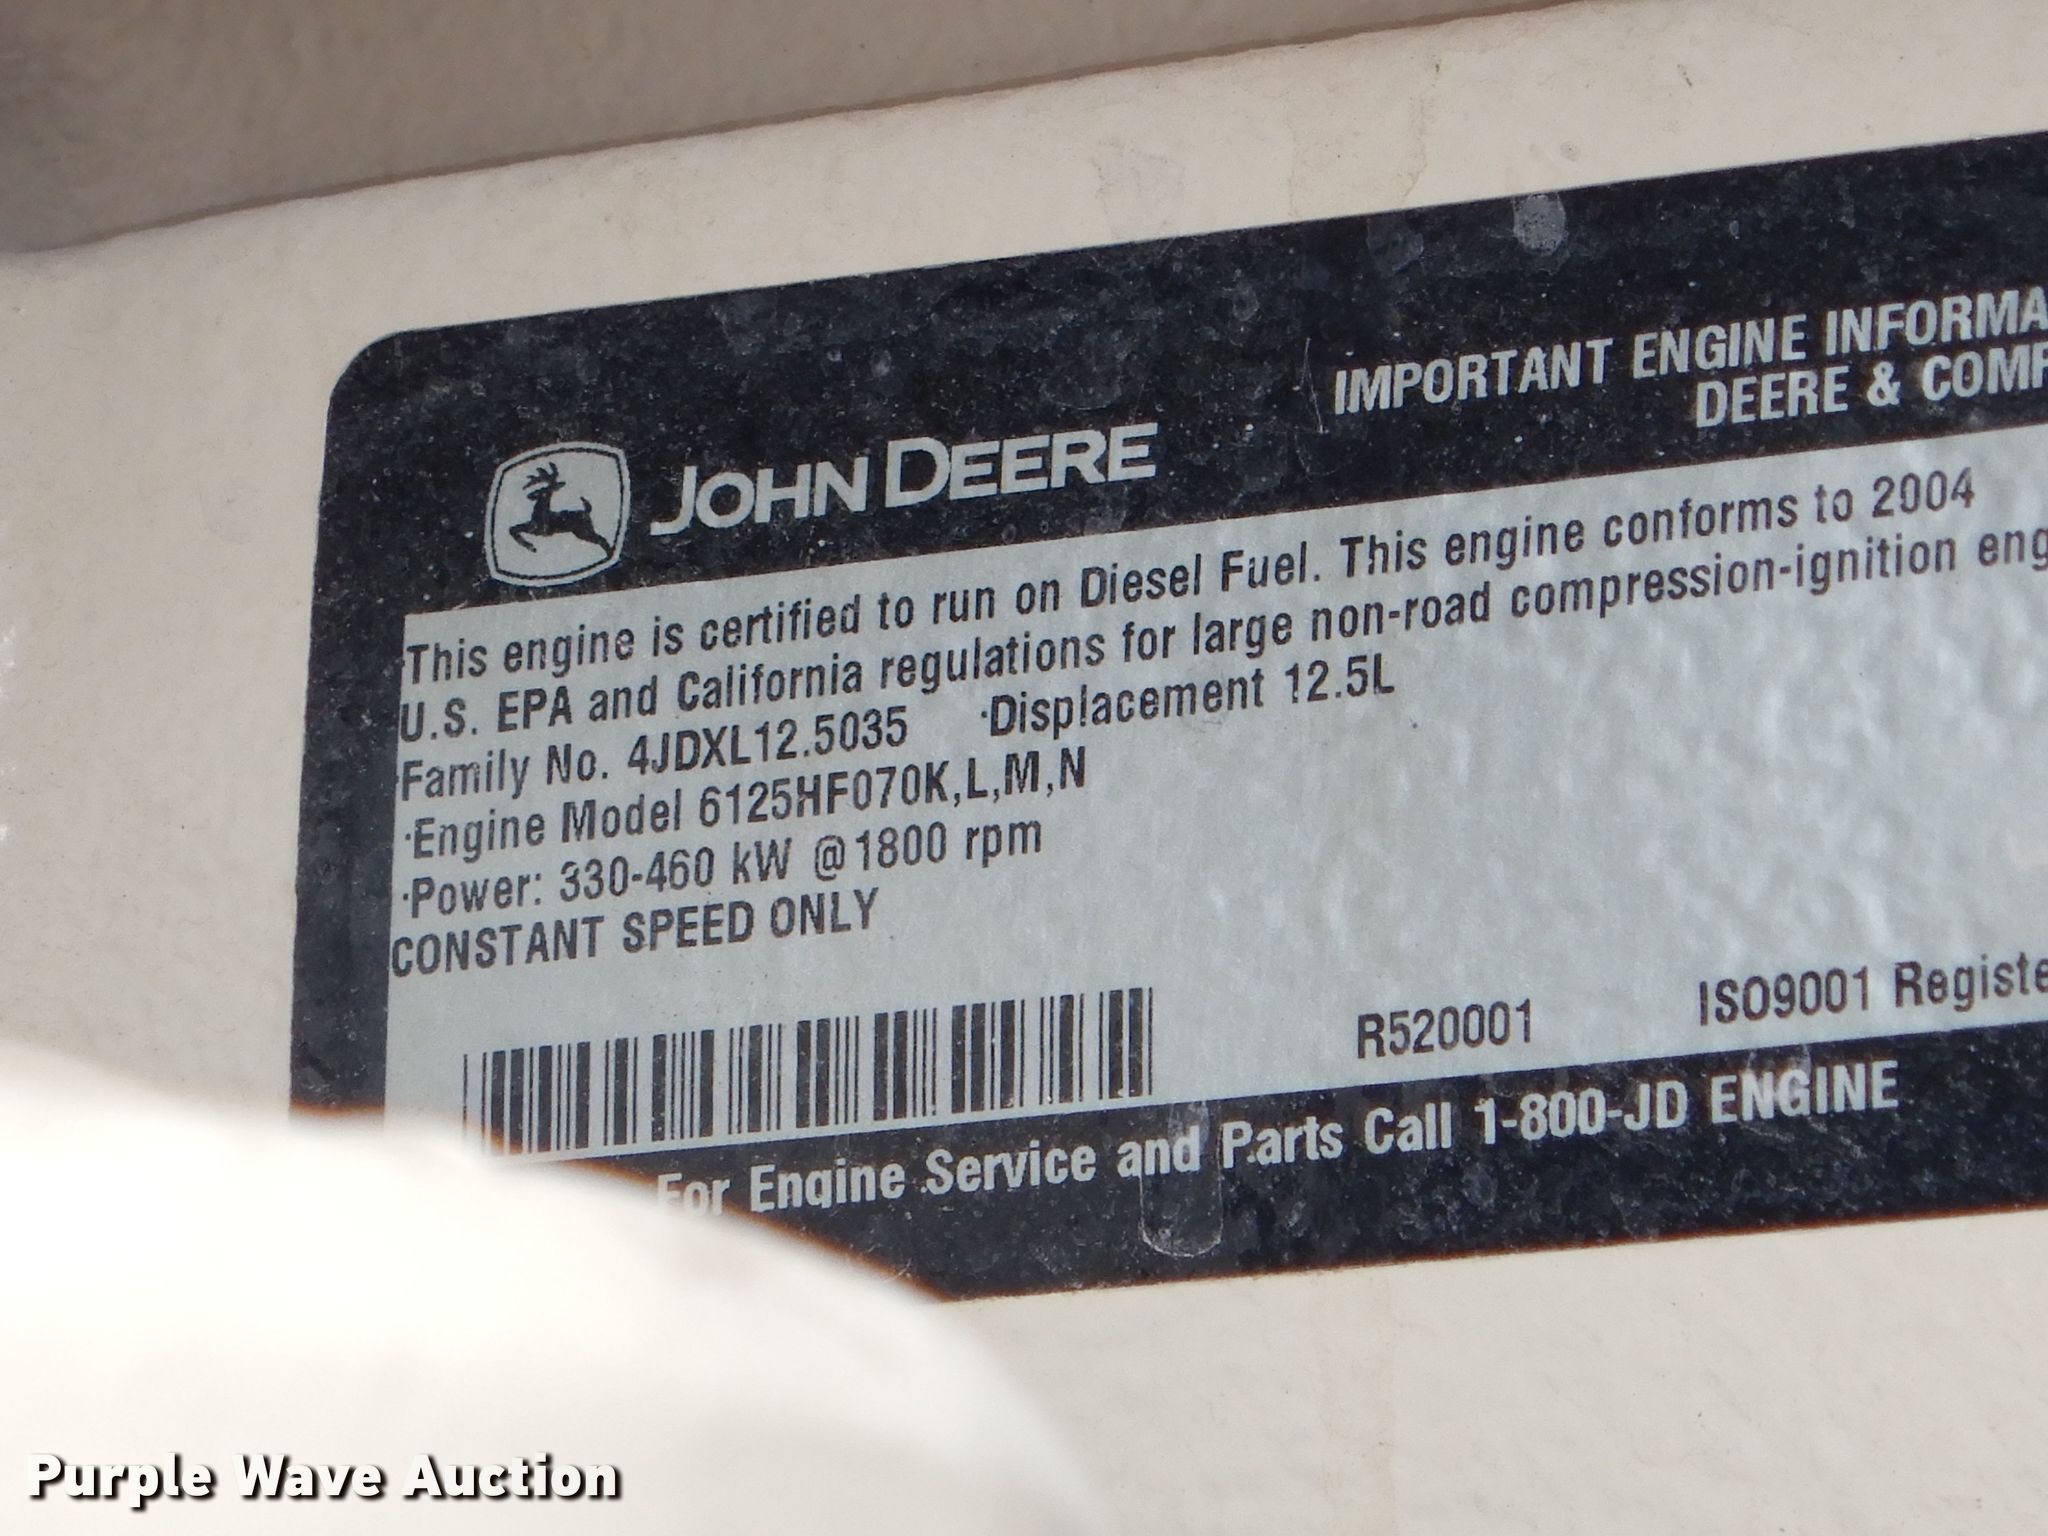 IMPORTANT ENGINE INFORMA
DEERE & COMP
JOHN DEERE
This engine is certified to run on Diesel Fuel. This engine conforms to 2004
U.S. EPA and California regulations for large non-road compression-ignition eng
Family No. 4JDXL12.5035 ·Displacement 12.5L
·Engine Model 6125HF070K,L,M,N
·Power: 330-460 kW @1800 rpm
CONSTANT SPEED ONLY
R520001 ISO9001 Registe
For Engine Service and Parts Call 1-800-JD ENGINE
Purple Wave Auction